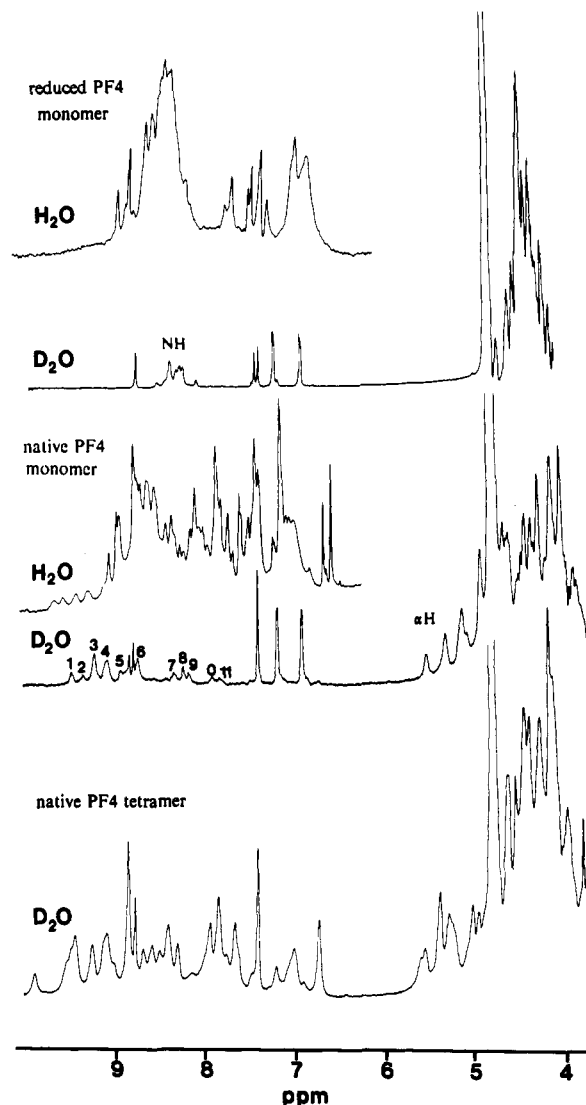 reduced PF4
monomer
H₂O
D₂O
NH
native PF4
monomer
H₂O
αH
D₂O
1 2 3 4 5 6 7 8 9 0 11
native PF4 tetramer
D₂O
9 8 7 6 5 4
ppm